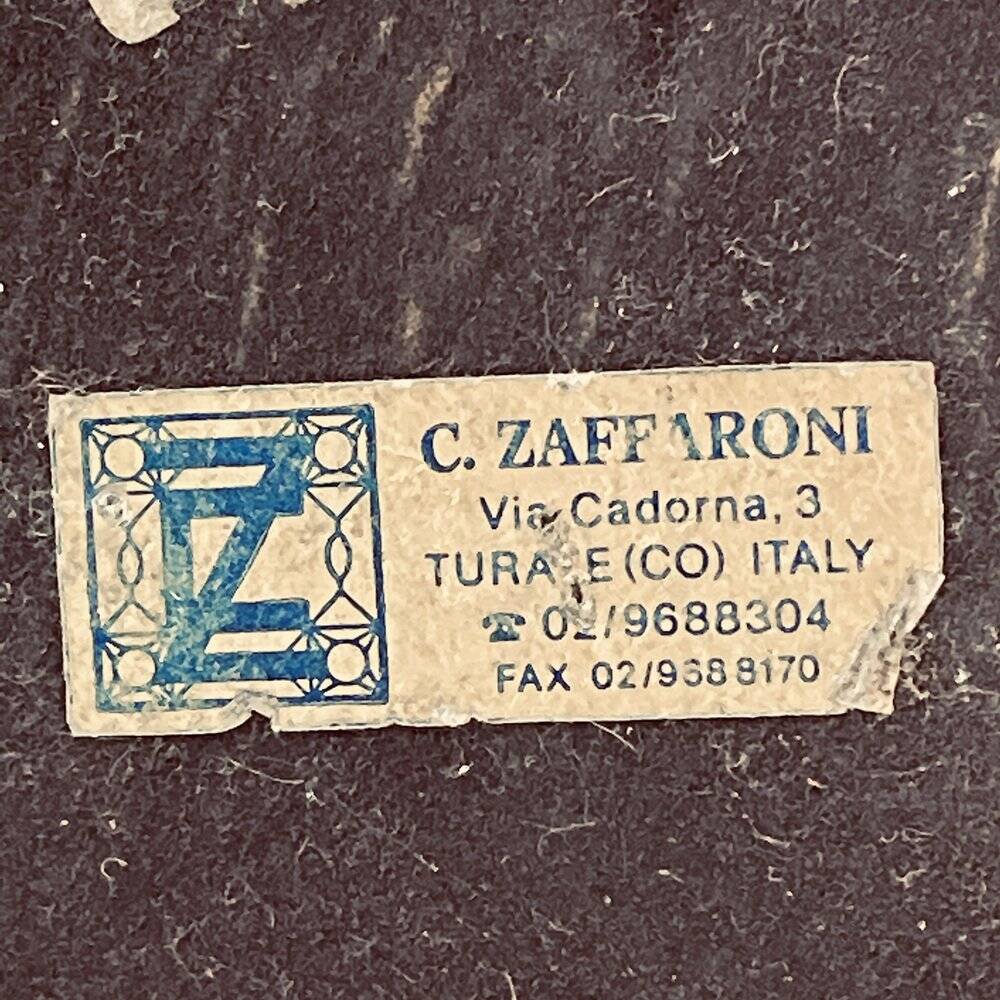 C. ZAFFARONI
Via Cadorna, 3
TURATE (CO) ITALY
☎ 02/9688304
FAX 02/9688170